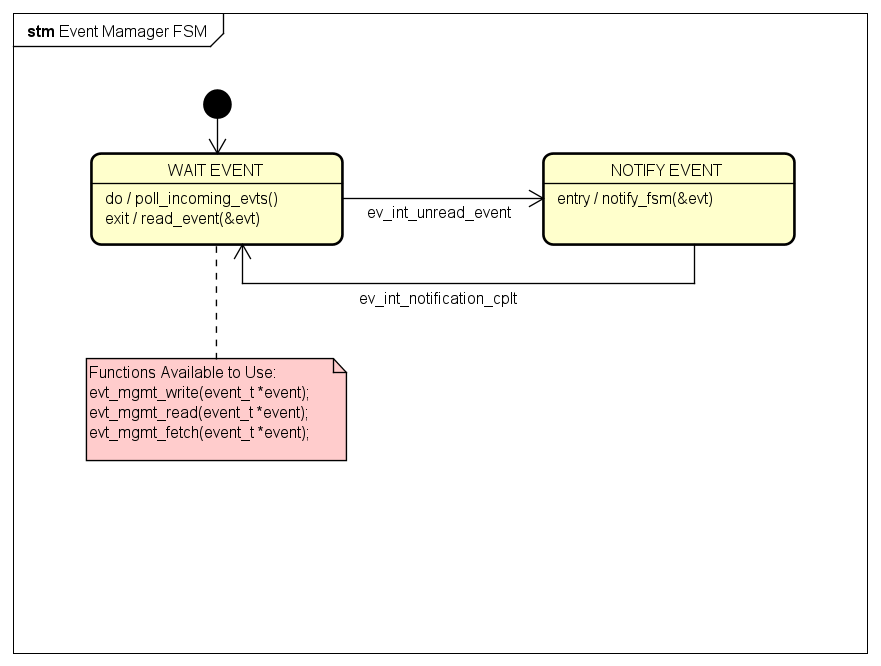 stm Event Mamager FSM
WAIT EVENT
do / poll_incoming_evts()
exit / read_event(&evt)
NOTIFY EVENT
entry / notify_fsm(&evt)
ev_int_unread_event
ev_int_notification_cplt
Functions Available to Use:
evt_mgmt_write(event_t *event);
evt_mgmt_read(event_t *event);
evt_mgmt_fetch(event_t *event);